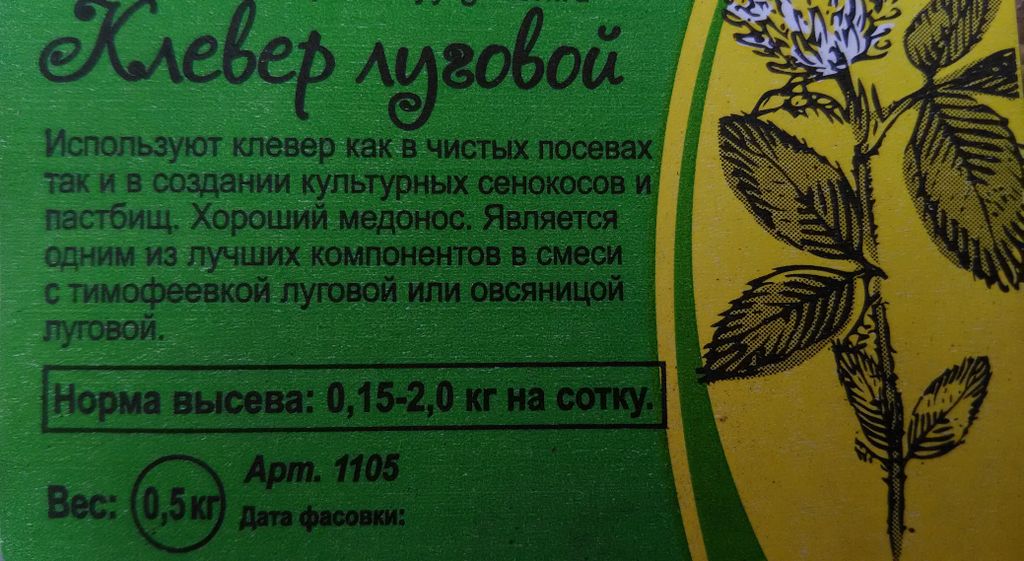 Клевер луговой
Используют клевер как в чистых посевах
так и в создании культурных сенокосов и
пастбищ. Хороший медонос. Является
одним из лучших компонентов в смеси
с тимофеевкой луговой или овсяницой
луговой.
Норма высева: 0,15-2,0 кг на сотку.
Арт. 1105
Вес: 0,5кг
Дата фасовки: